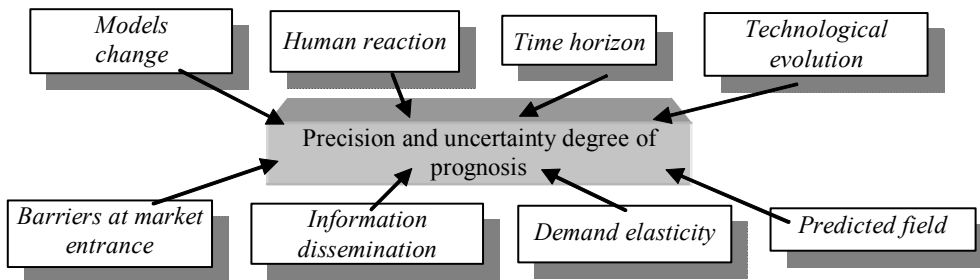 Models
change
Human reaction
Time horizon
Technological
evolution
Precision and uncertainty degree of
prognosis
Barriers at market
entrance
Information
dissemination
Demand elasticity
Predicted field